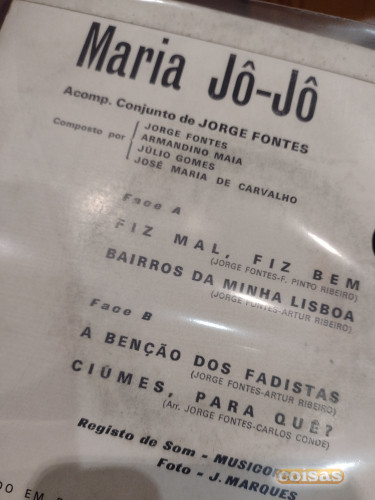 Maria Jô-Jô
Acomp. Conjunto de JORGE FONTES
Composto por
JORGE FONTES
ARMANDINO MAIA
JÚLIO GOMES
JOSÉ MARIA DE CARVALHO
Face A
FIZ MAL, FIZ BEM
(JORGE FONTES-F. PINTO RIBEIRO)
BAIRROS DA MINHA LISBOA
(JORGE FONTES-ARTUR RIBEIRO)
Face B
A BENÇÃO DOS FADISTAS
(JORGE FONTES-ARTUR RIBEIRO)
CIÚMES, PARA QUÊ?
(Arr. JORGE FONTES-CARLOS CONDE)
Registo de Som - MUSICOR
Foto - J. MARQUES
coisas